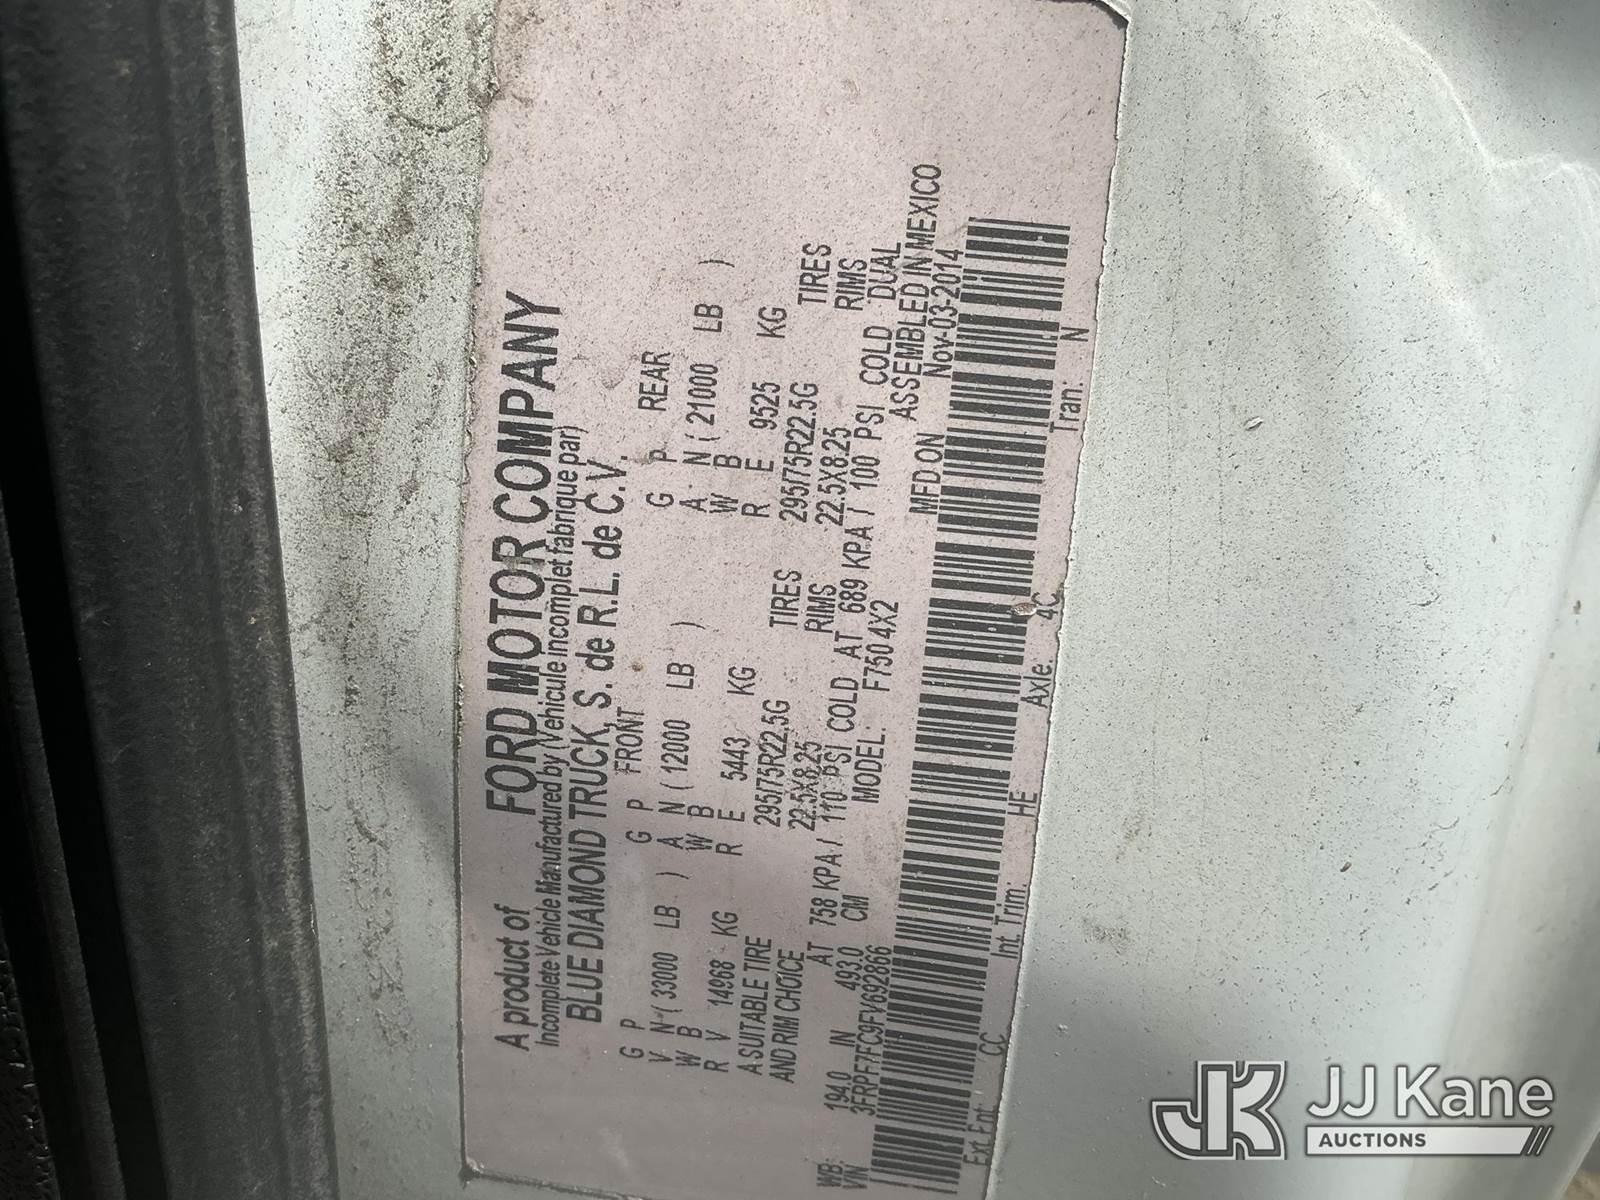 A product of FORD MOTOR COMPANY
Incomplete Vehicle Manufactured by (Vehicule incomplet fabrique par)
BLUE DIAMOND TRUCK, S. de R.L. de C.V.
FRONT REAR
G P G P G P
V N ( 33000 LB ) A N ( 12000 LB ) A N ( 21000 LB )
W B W B W B
R V 14968 KG R E 5443 KG R E 9525 KG
A SUITABLE TIRE 295/75R22.5G TIRES 295/75R22.5G TIRES
AND RIM CHOICE 22.5X8.25 RIMS 22.5X8.25 RIMS
AT 758 KPA / 110 PSI COLD AT 689 KPA / 100 PSI COLD DUAL
WB: 194.0 IN 493.0 CM MODEL: F750 4X2 ASSEMBLED IN MEXICO
VIN 3FRPF7FC9FV692866 MFD ON Nov-03-2014
Ext. Pnt: CC Int. Trim: HE Axle: 4C Tran: N
JK JJ Kane
AUCTIONS